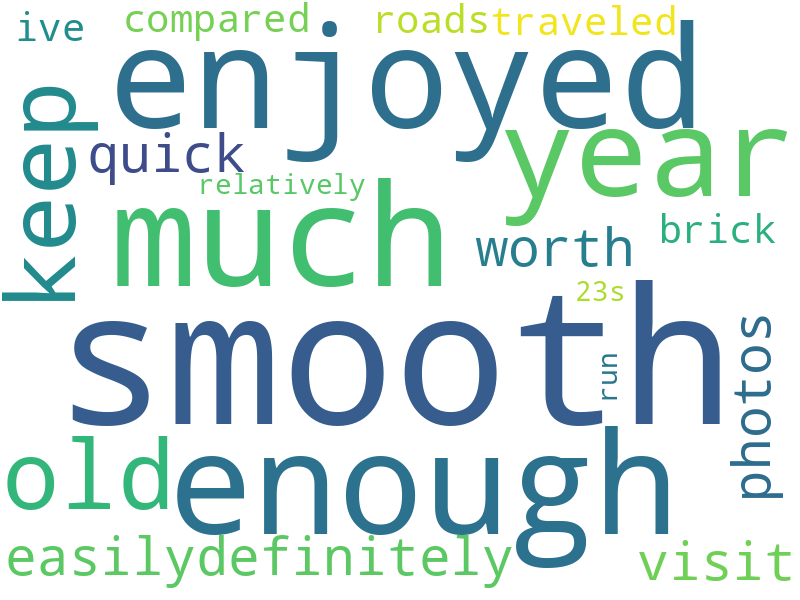 ive
compared
roads
traveled
enjoyed
keep
quick
year
relatively
much
worth
brick
23s
smooth
run
photos
old
enough
easily
definitely
visit